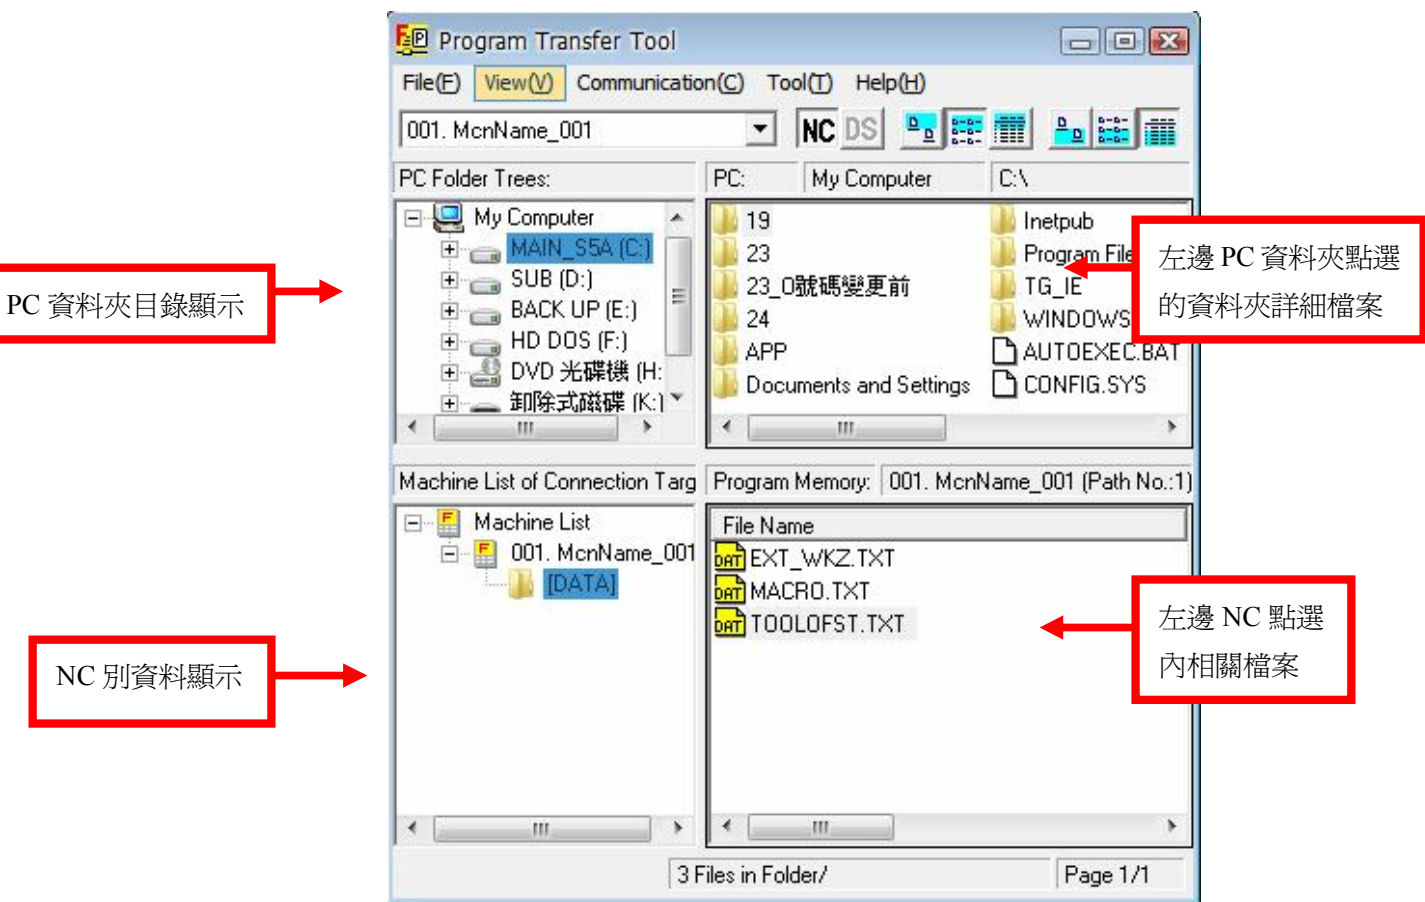 Program Transfer Tool
File(F) View(V) Communication(C) Tool(T) Help(H)
001. McnName_001 NC DS
PC Folder Trees:
PC: My Computer C:\
My Computer
MAIN_S5A (C:)
SUB (D:)
BACK UP (E:)
HD DOS (F:)
DVD 光碟機 (H:
卸除式磁碟 (K:)
19
23
23_O號碼變更前
24
APP
Documents and Settings
Inetpub
Program File
TG_IE
WINDOWS
AUTOEXEC.BAT
CONFIG.SYS
PC 資料夾目錄顯示
左邊 PC 資料夾點選
的資料夾詳細檔案
Machine List of Connection Targ
Program Memory: 001. McnName_001 (Path No.:1)
Machine List
001. McnName_001
[DATA]
File Name
EXT_WKZ.TXT
MACRO.TXT
TOOLOFST.TXT
NC 別資料顯示
左邊 NC 點選
內相關檔案
3 Files in Folder/
Page 1/1